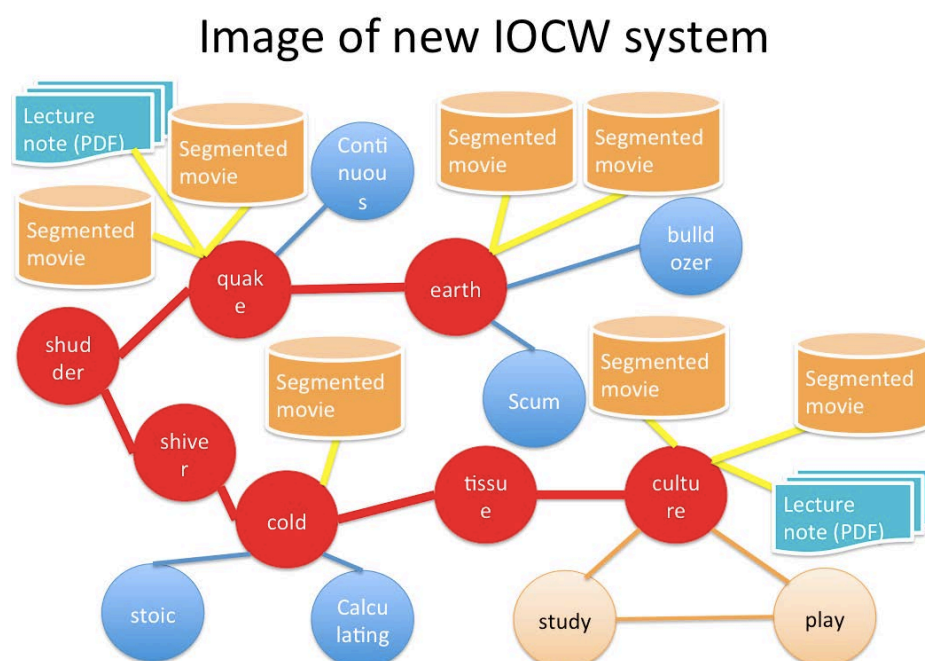 Image of new IOCW system
Lecture
note (PDF)
Segmented
movie
Conti
nuous
Segmented
movie
Segmented
movie
Segmented
movie
bulld
ozer
quak
e
earth
shud
der
Segmented
movie
Scum
Segmented
movie
Segmented
movie
shive
r
cold
tissu
e
cultu
re
Lecture
note (PDF)
stoic
Calcu
lating
study
play